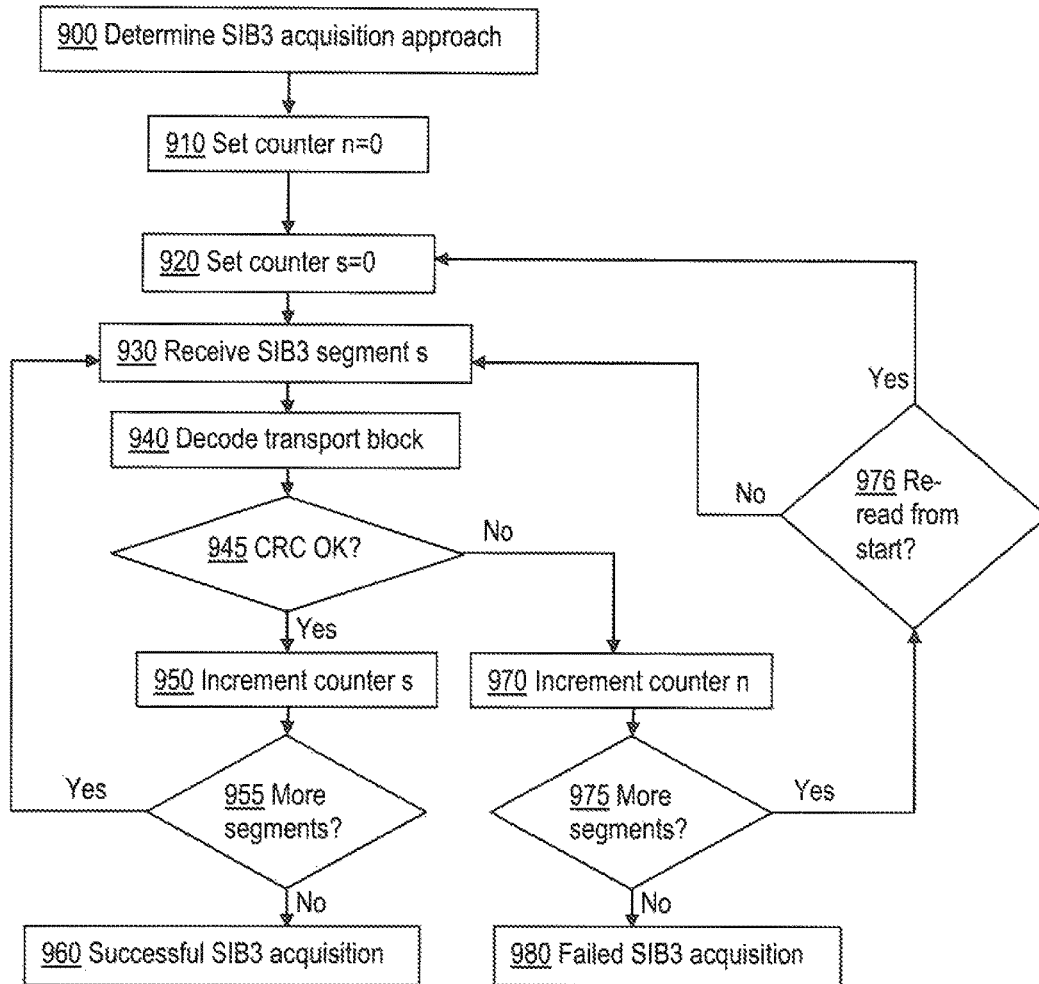 900 Determine SIB3 acquisition approach
910 Set counter n=0
920 Set counter s=0
930 Receive SIB3 segment s
Yes
940 Decode transport block
No
976 Re-
read from
start?
945 CRC OK?
No
Yes
950 Increment counter s
970 Increment counter n
Yes
955 More
segments?
975 More
segments?
Yes
No
No
960 Successful SIB3 acquisition
980 Failed SIB3 acquisition